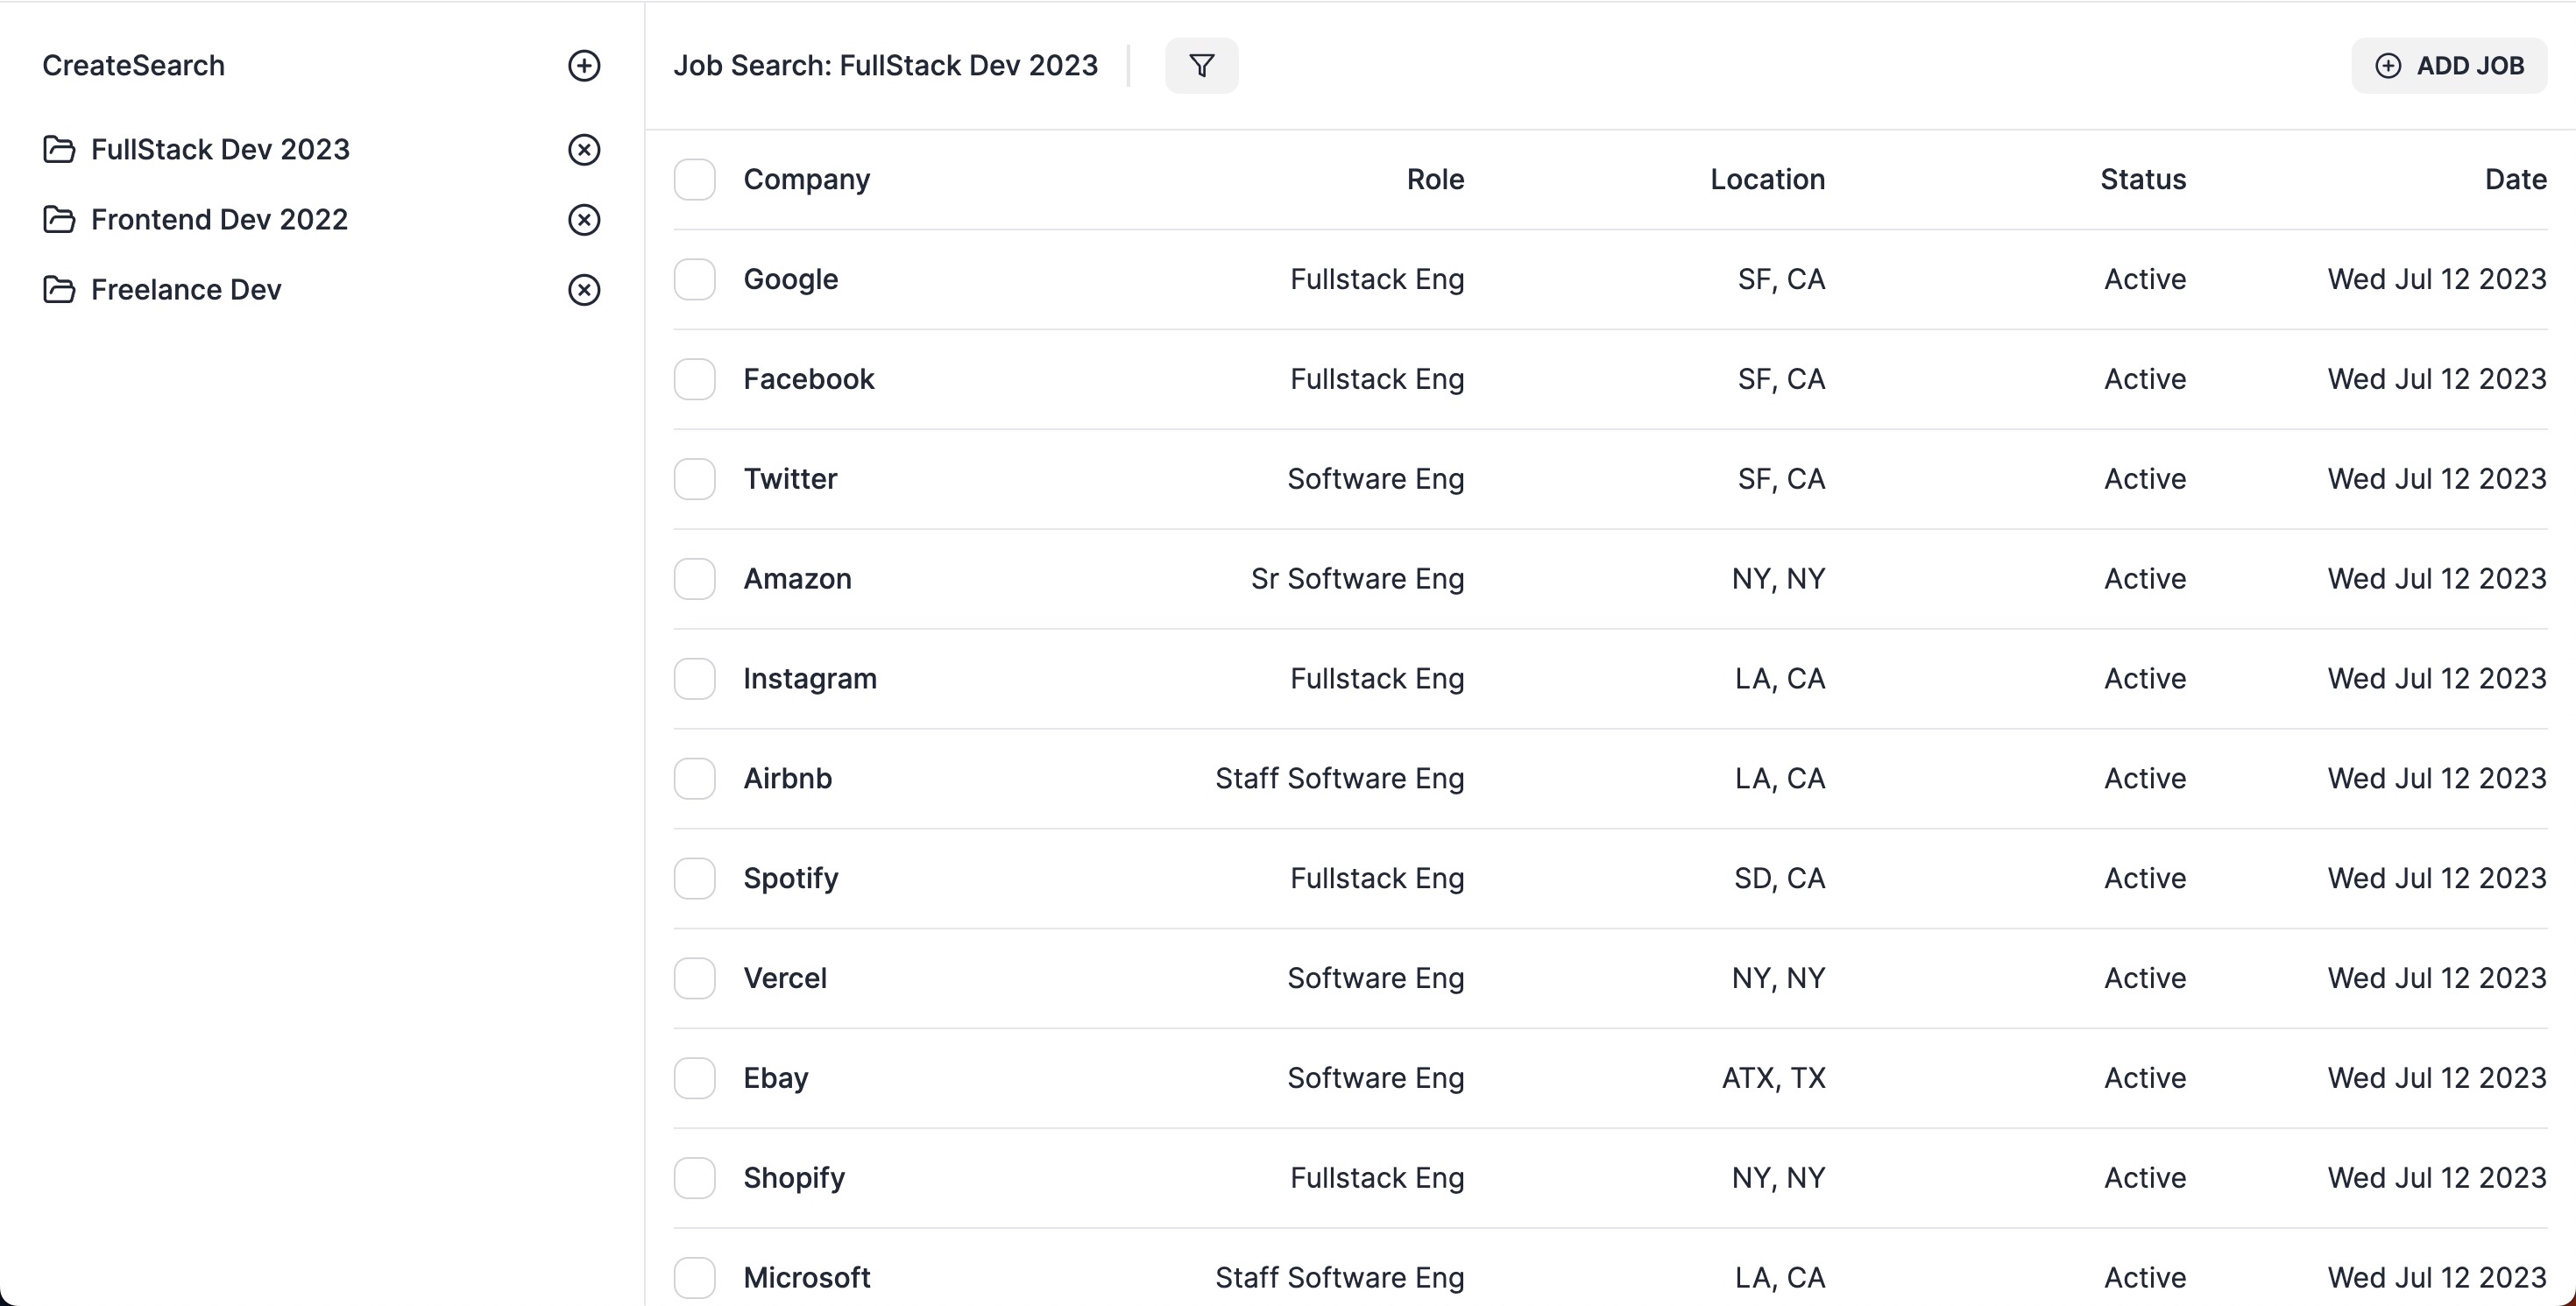 CreateSearch
FullStack Dev 2023
Frontend Dev 2022
Freelance Dev
Job Search: FullStack Dev 2023
ADD JOB
Company Role Location Status Date
Google Fullstack Eng SF, CA Active Wed Jul 12 2023
Facebook Fullstack Eng SF, CA Active Wed Jul 12 2023
Twitter Software Eng SF, CA Active Wed Jul 12 2023
Amazon Sr Software Eng NY, NY Active Wed Jul 12 2023
Instagram Fullstack Eng LA, CA Active Wed Jul 12 2023
Airbnb Staff Software Eng LA, CA Active Wed Jul 12 2023
Spotify Fullstack Eng SD, CA Active Wed Jul 12 2023
Vercel Software Eng NY, NY Active Wed Jul 12 2023
Ebay Software Eng ATX, TX Active Wed Jul 12 2023
Shopify Fullstack Eng NY, NY Active Wed Jul 12 2023
Microsoft Staff Software Eng LA, CA Active Wed Jul 12 2023